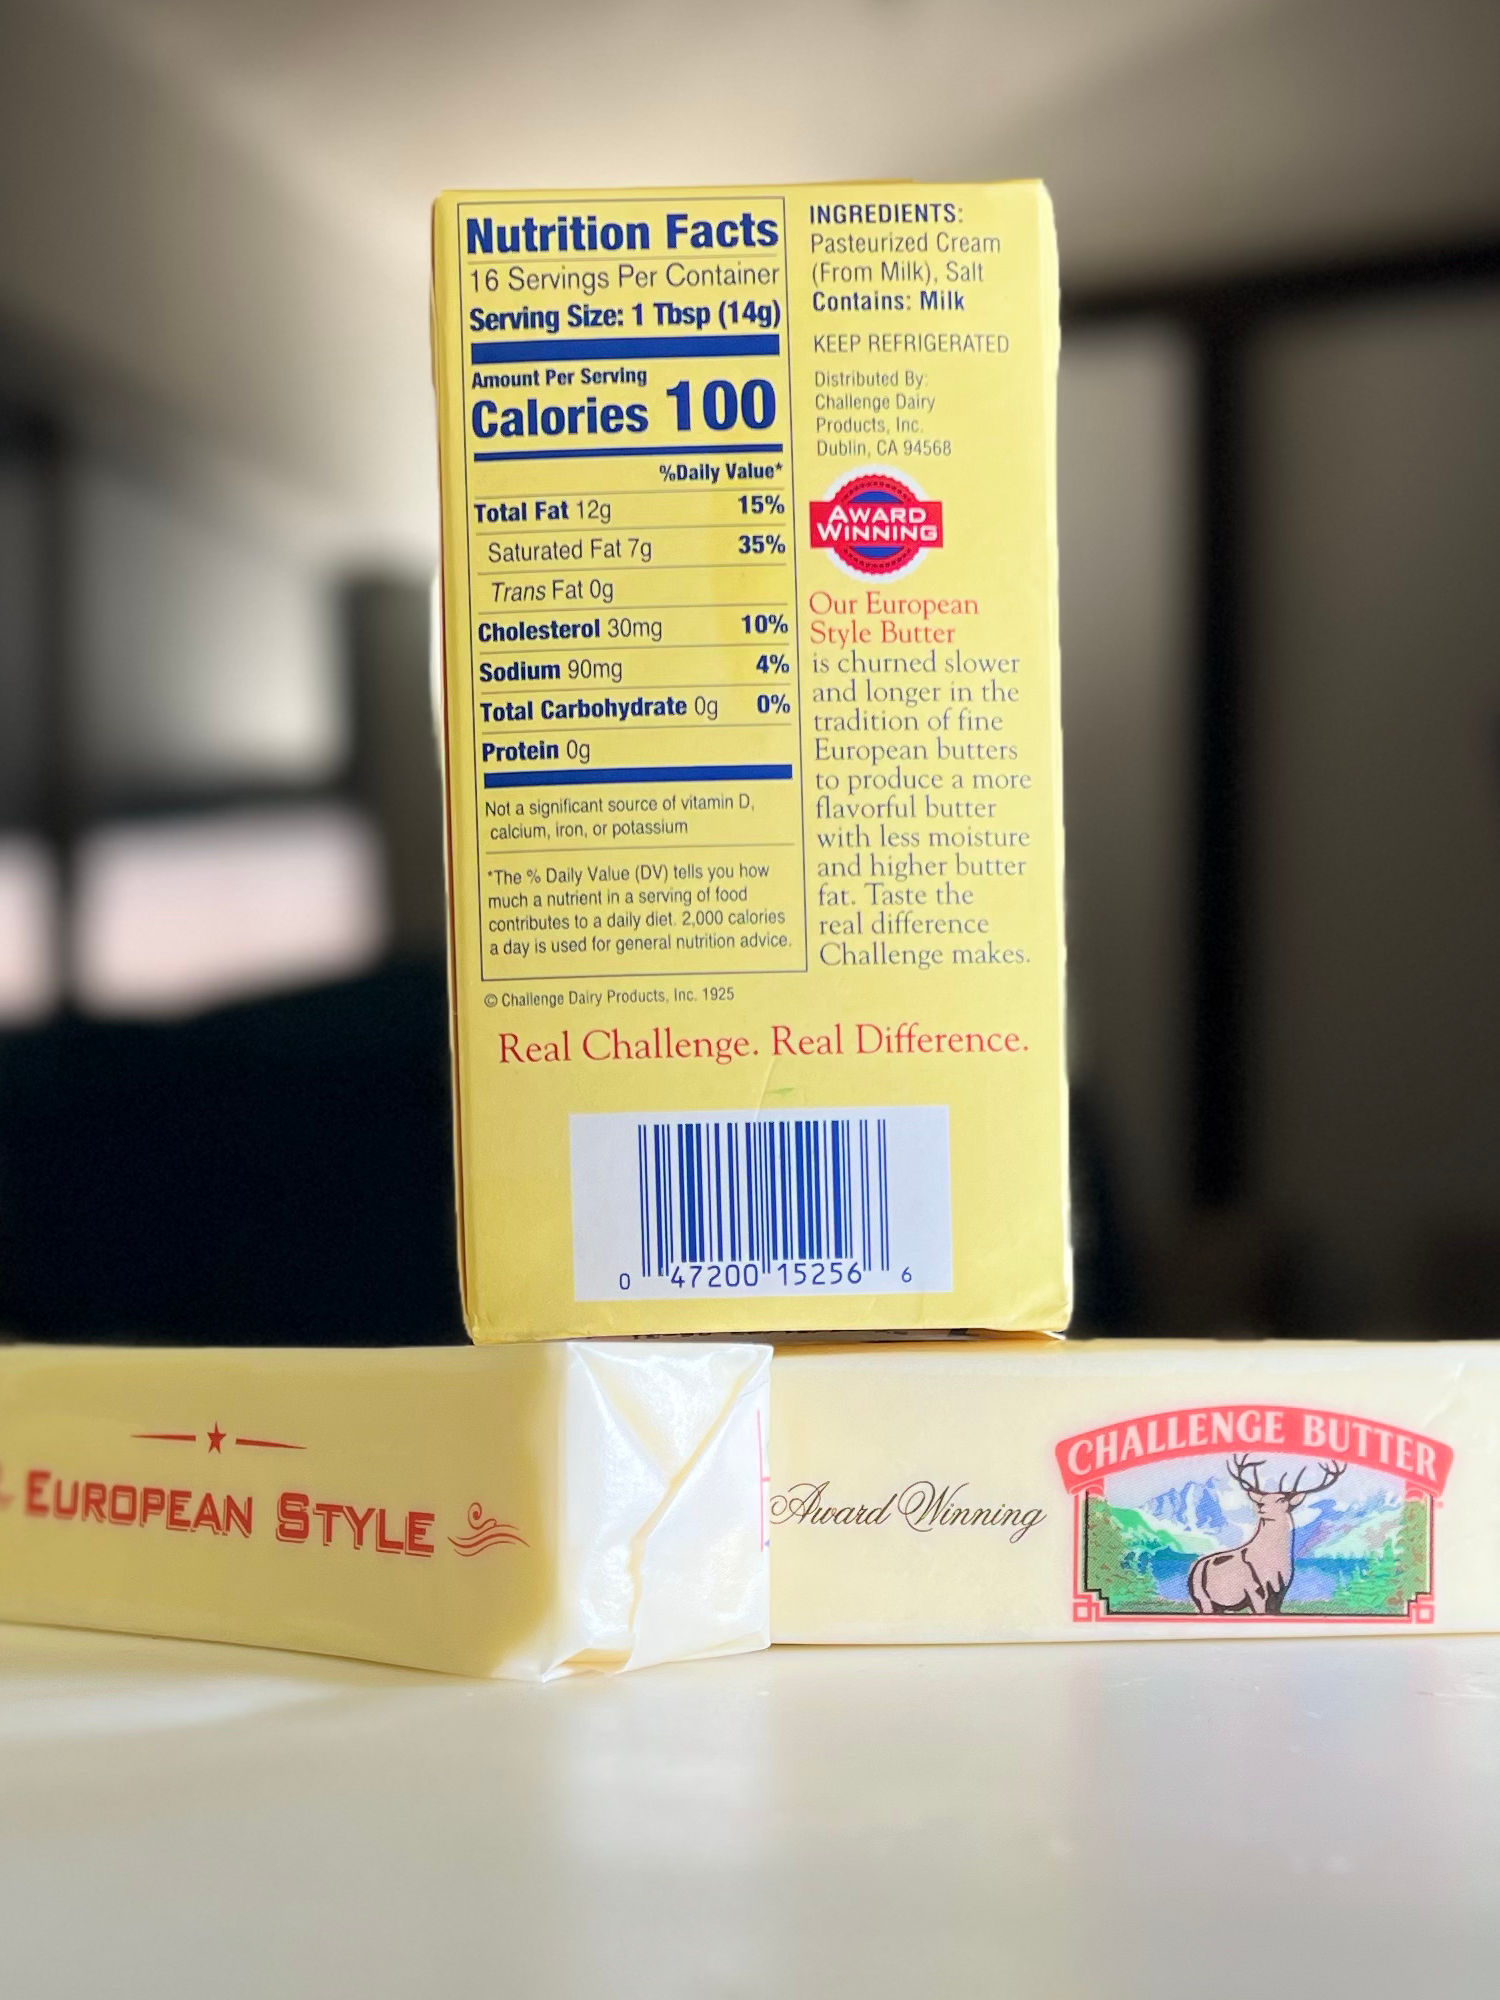 Nutrition Facts
16 Servings Per Container
Serving Size: 1 Tbsp (14g)
Amount Per Serving
Calories 100
%Daily Value*
Total Fat 12g 15%
Saturated Fat 7g 35%
Trans Fat 0g
Cholesterol 30mg 10%
Sodium 90mg 4%
Total Carbohydrate 0g 0%
Protein 0g
Not a significant source of vitamin D,
calcium, iron, or potassium
*The % Daily Value (DV) tells you how
much a nutrient in a serving of food
contributes to a daily diet. 2,000 calories
a day is used for general nutrition advice.
© Challenge Dairy Products, Inc. 1925
INGREDIENTS:
Pasteurized Cream
(From Milk), Salt
Contains: Milk
KEEP REFRIGERATED
Distributed By:
Challenge Dairy
Products, Inc.
Dublin, CA 94568
AWARD
WINNING
Our European
Style Butter
is churned slower
and longer in the
tradition of fine
European butters
to produce a more
flavorful butter
with less moisture
and higher butter
fat. Taste the
real difference
Challenge makes.
Real Challenge. Real Difference.
0 47200 15256 6
EUROPEAN STYLE
Award Winning
CHALLENGE BUTTER